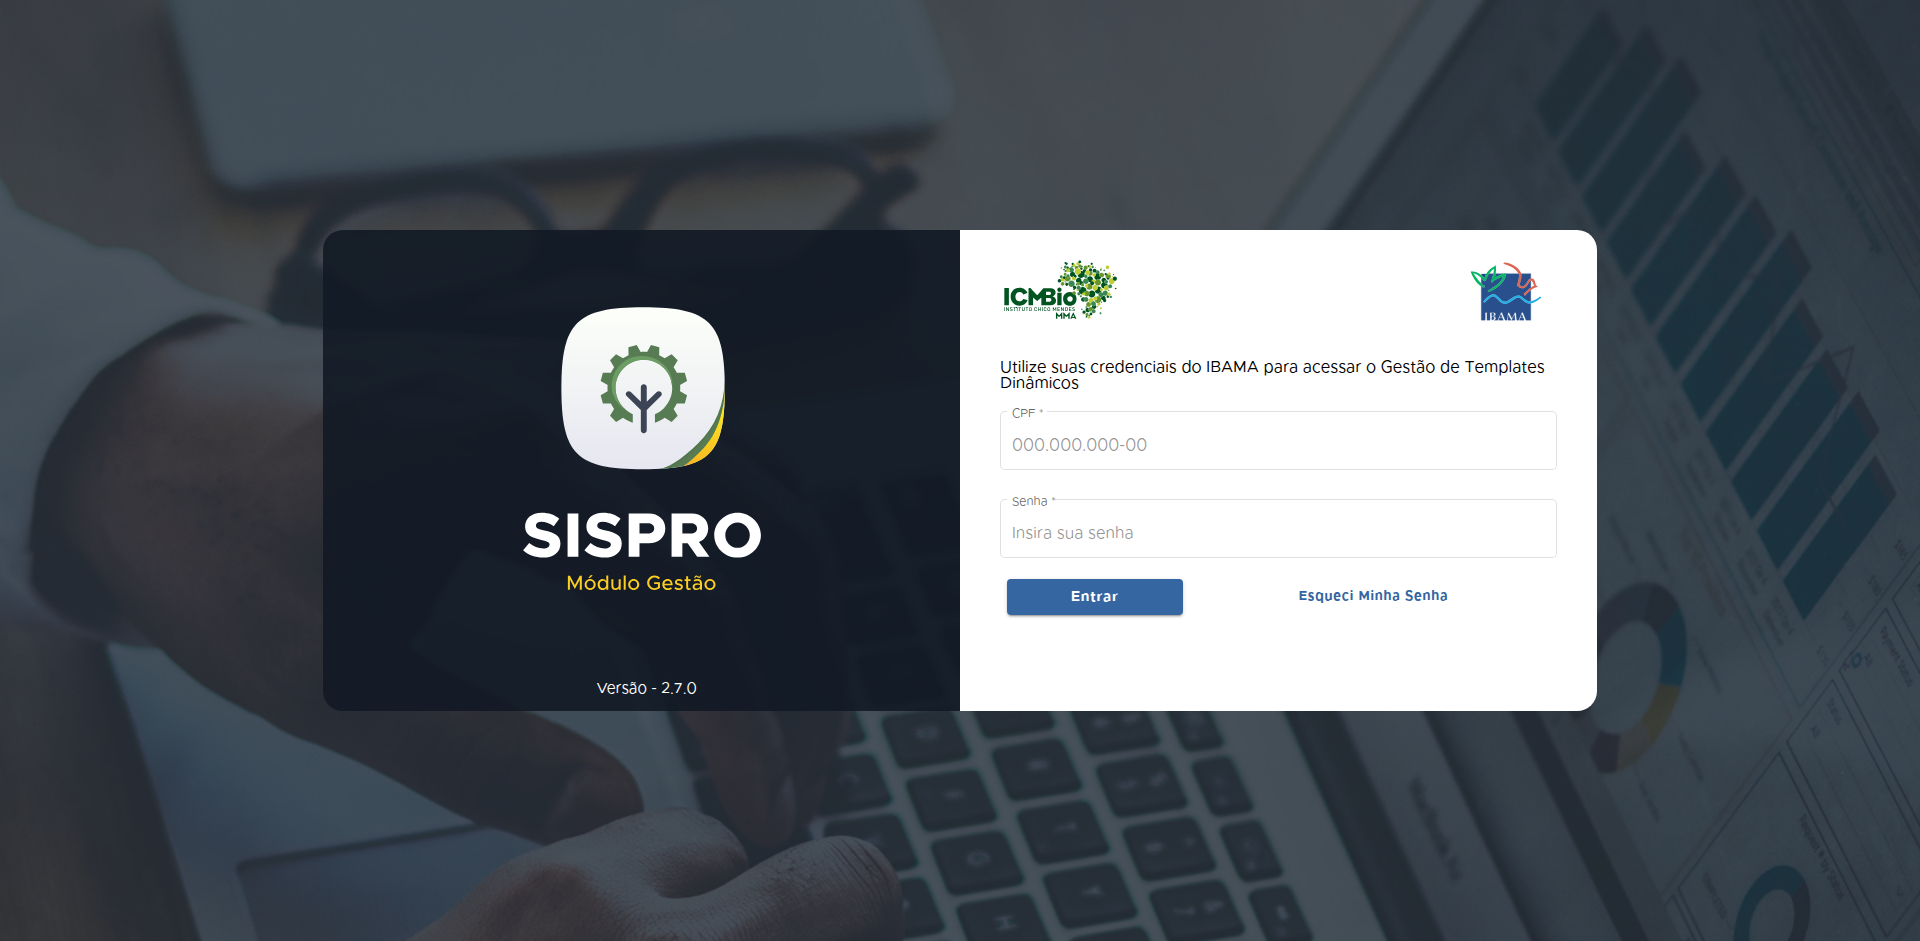 SISPRO
Módulo Gestão
Versão - 2.7.0
ICMBio
INSTITUTO CHICO MENDES
MMA
IBAMA
Utilize suas credenciais do IBAMA para acessar o Gestão de Templates
Dinâmicos
CPF *
000.000.000-00
Senha *
Insira sua senha
Entrar
Esqueci Minha Senha